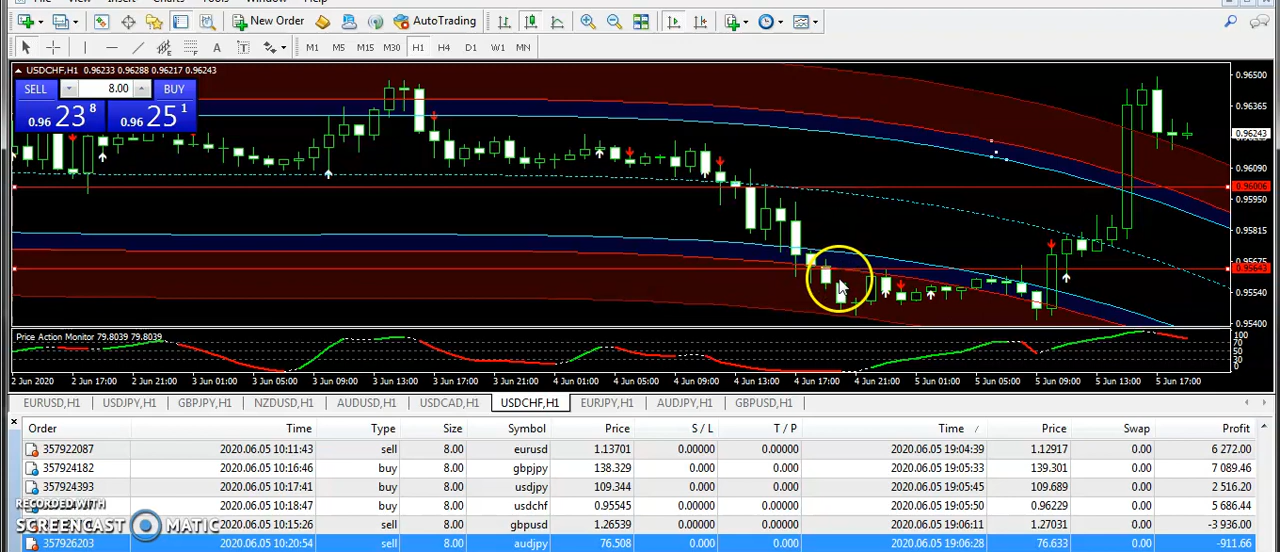 File View Insert Charts Tools Window Help
New Order AutoTrading
A T M1 M5 M15 M30 H1 H4 D1 W1 MN
USDCHF,H1 0.96233 0.96288 0.96217 0.96243
SELL 8.00 BUY
0.96 23 8 0.96 25 1
0.96500
0.96365
0.96243
0.96090
0.96006
0.95950
0.95815
0.95675
0.95643
0.95540
0.95400
Price Action Monitor 79.8039 79.8039
100
70
50
30
0
2 Jun 2020 2 Jun 17:00 2 Jun 21:00 3 Jun 01:00 3 Jun 05:00 3 Jun 09:00 3 Jun 13:00 3 Jun 17:00 3 Jun 21:00 4 Jun 01:00 4 Jun 05:00 4 Jun 09:00 4 Jun 13:00 4 Jun 17:00 4 Jun 21:00 5 Jun 01:00 5 Jun 05:00 5 Jun 09:00 5 Jun 13:00 5 Jun 17:00
EURUSD,H1 USDJPY,H1 GBPJPY,H1 NZDUSD,H1 AUDUSD,H1 USDCAD,H1 USDCHF,H1 EURJPY,H1 AUDJPY,H1 GBPUSD,H1
Order Time Type Size Symbol Price S / L T / P Time / Price Swap Profit
357922087 2020.06.05 10:11:43 sell 8.00 eurusd 1.13701 0.00000 0.00000 2020.06.05 19:04:39 1.12917 0.00 6 272.00
357924182 2020.06.05 10:16:46 buy 8.00 gbpjpy 138.329 0.000 0.000 2020.06.05 19:05:33 139.301 0.00 7 089.46
357924393 2020.06.05 10:17:41 buy 8.00 usdjpy 109.344 0.000 0.000 2020.06.05 19:05:45 109.689 0.00 2 516.20
2020.06.05 10:18:47 buy 8.00 usdchf 0.95545 0.00000 0.00000 2020.06.05 19:05:50 0.96229 0.00 5 686.44
2020.06.05 10:15:26 sell 8.00 gbpusd 1.26539 0.00000 0.00000 2020.06.05 19:06:11 1.27031 0.00 -3 936.00
357926203 2020.06.05 10:20:54 sell 8.00 audjpy 76.508 0.000 0.000 2020.06.05 19:06:28 76.633 0.00 -911.66
RECORDED WITH
SCREENCAST MATIC